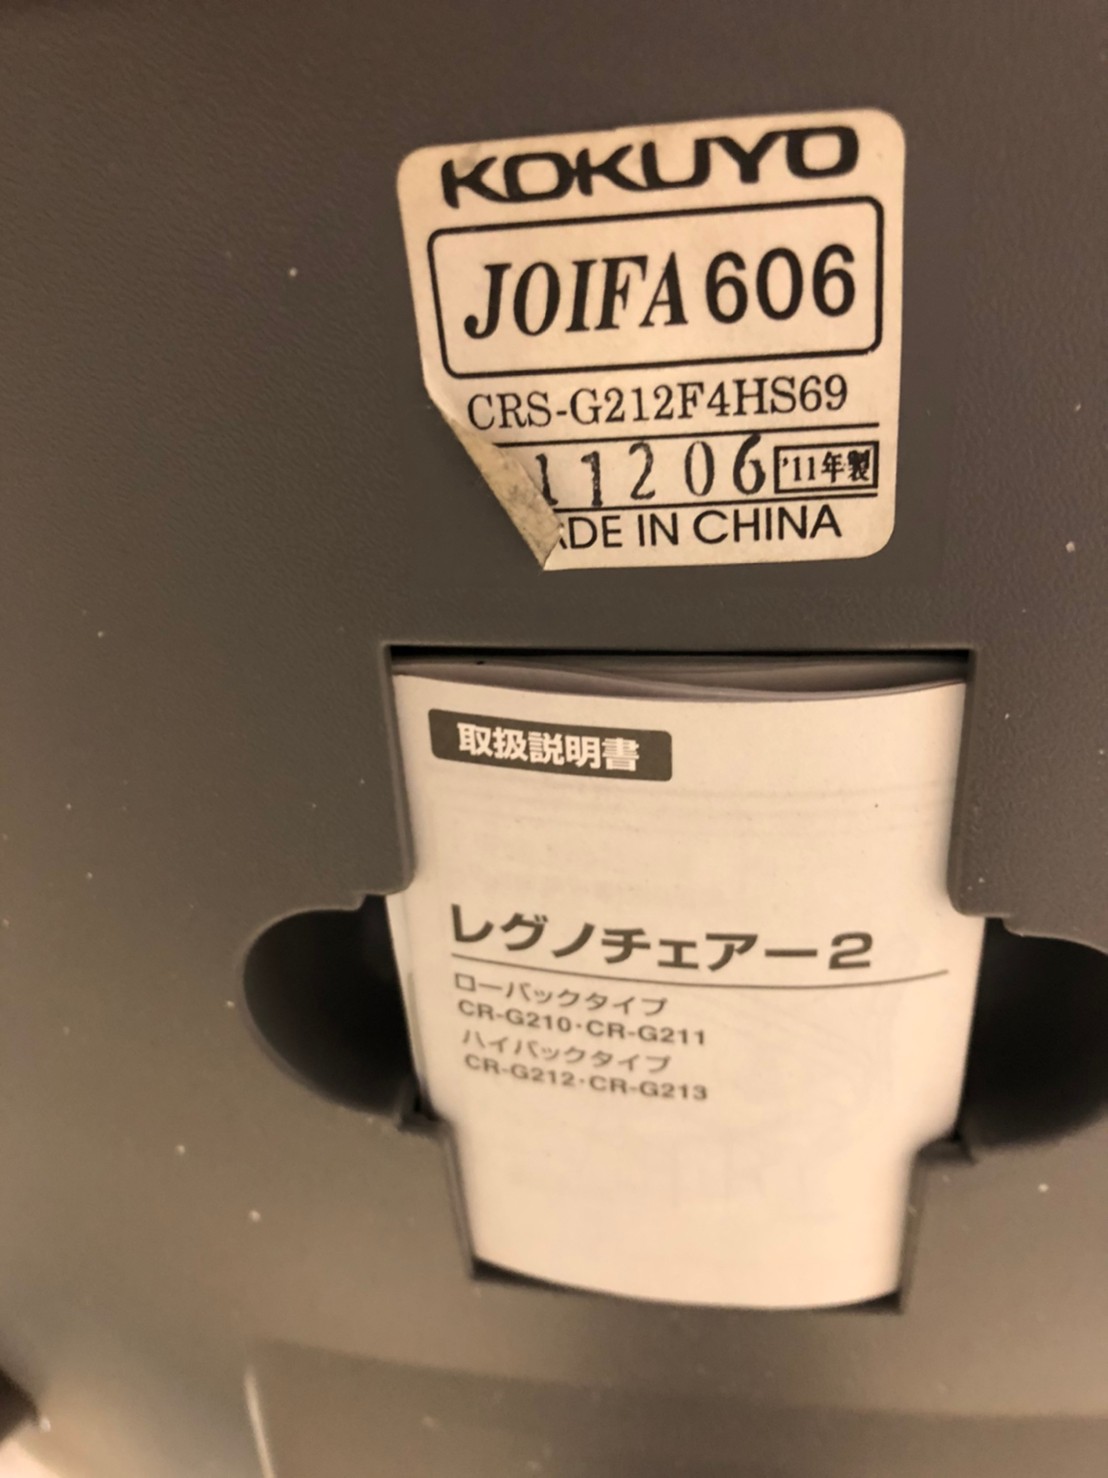 KOKUYO
JOIFA 606
CRS-G212F4HS69
11206 '11年製
DE IN CHINA
取扱説明書
レグノチェアー2
ローバックタイプ
CR-G210・CR-G211
ハイバックタイプ
CR-G212・CR-G213